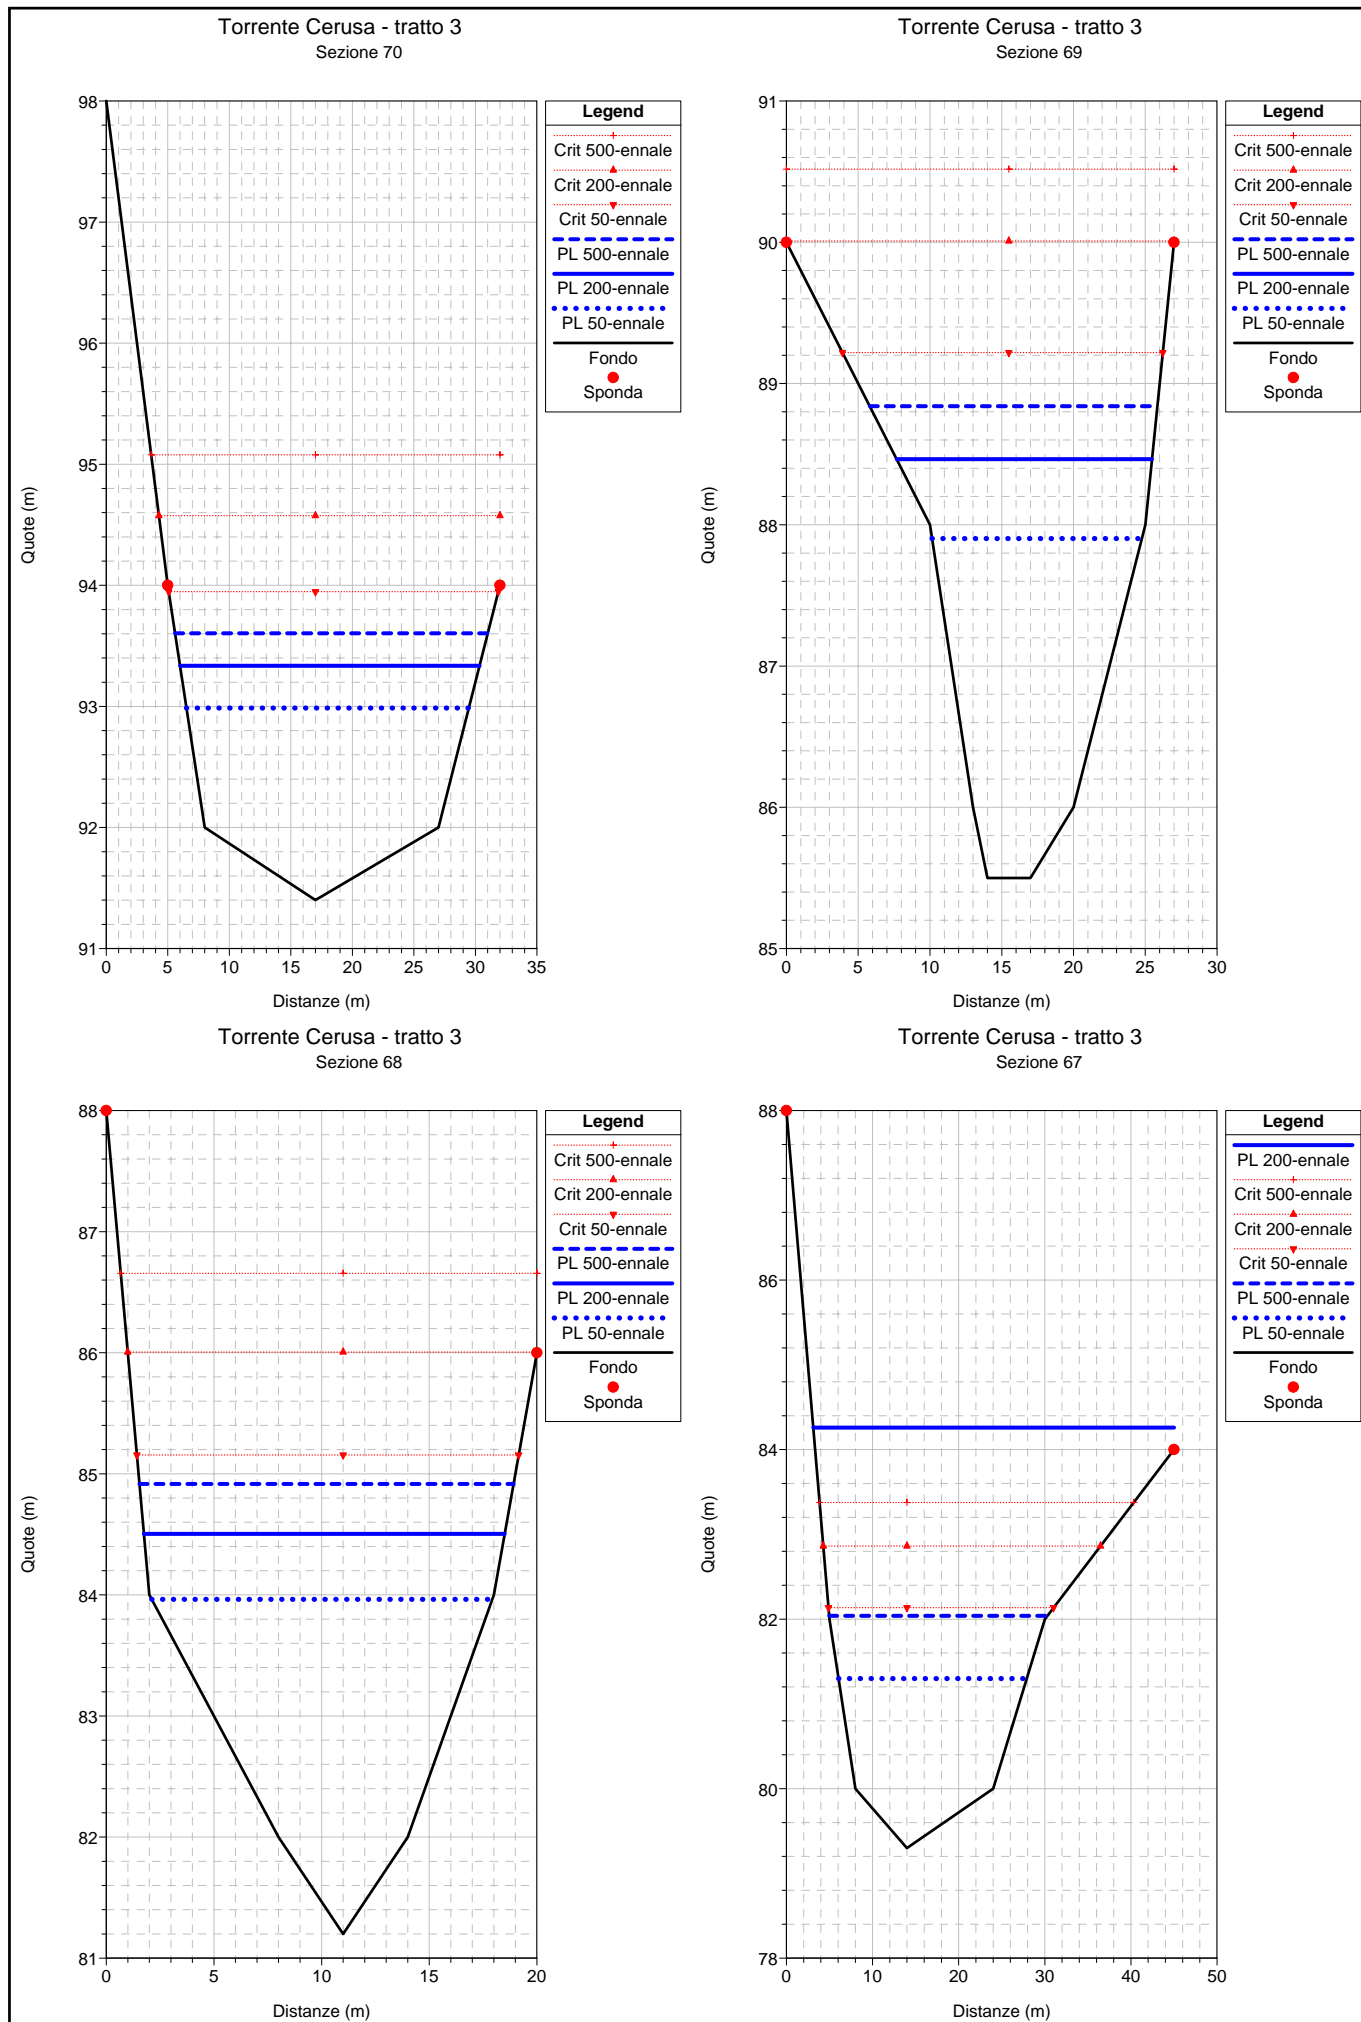 Torrente Cerusa - tratto 3
Sezione 70
98
97
96
95
94
93
92
91
Quote (m)
0 5 10 15 20 25 30 35
Distanze (m)
Legend
Crit 500-ennale
Crit 200-ennale
Crit 50-ennale
PL 500-ennale
PL 200-ennale
PL 50-ennale
Fondo
Sponda
Torrente Cerusa - tratto 3
Sezione 69
91
90
89
88
87
86
85
Quote (m)
0 5 10 15 20 25 30
Distanze (m)
Legend
Crit 500-ennale
Crit 200-ennale
Crit 50-ennale
PL 500-ennale
PL 200-ennale
PL 50-ennale
Fondo
Sponda
Torrente Cerusa - tratto 3
Sezione 68
88
87
86
85
84
83
82
81
Quote (m)
0 5 10 15 20
Distanze (m)
Legend
Crit 500-ennale
Crit 200-ennale
Crit 50-ennale
PL 500-ennale
PL 200-ennale
PL 50-ennale
Fondo
Sponda
Torrente Cerusa - tratto 3
Sezione 67
88
86
84
82
80
78
Quote (m)
0 10 20 30 40 50
Distanze (m)
Legend
PL 200-ennale
Crit 500-ennale
Crit 200-ennale
Crit 50-ennale
PL 500-ennale
PL 50-ennale
Fondo
Sponda